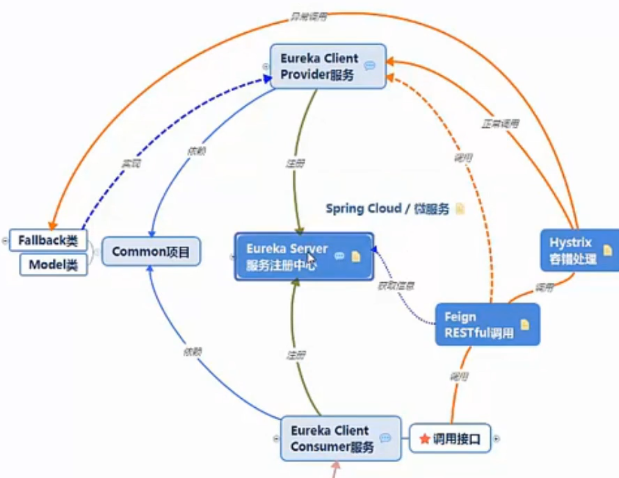 异常调用
Eureka Client
Provider服务
正常调用
实现
依赖
注册
调用
Spring Cloud / 微服务
Fallback类
Model类
Common项目
Eureka Server
服务注册中心
Hystrix
容错处理
获取信息
调用
Feign
RESTful调用
依赖
注册
调用
Eureka Client
Consumer服务
调用接口